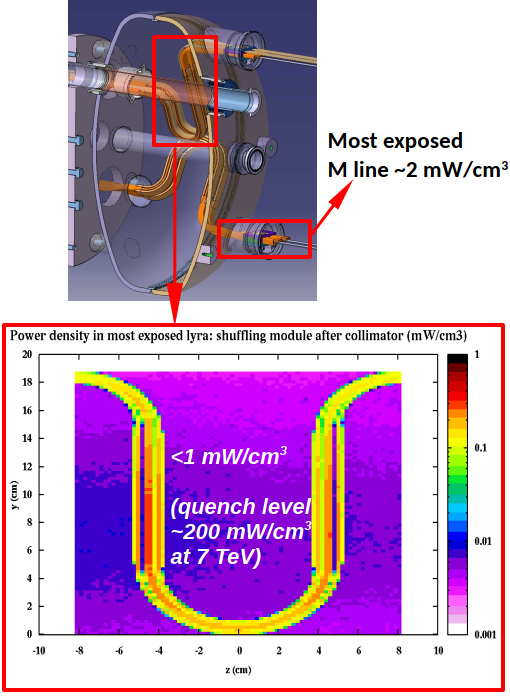 Most exposed
M line ~2 mW/cm³
Power density in most exposed lyra: shuffling module after collimator (mW/cm3)
20
18
16
14
12
10
8
6
4
2
0
y (cm)
<1 mW/cm³
(quench level
~200 mW/cm³
at 7 TeV)
1
0.1
0.01
0.001
-10
-8
-6
-4
-2
0
2
4
6
8
10
z (cm)